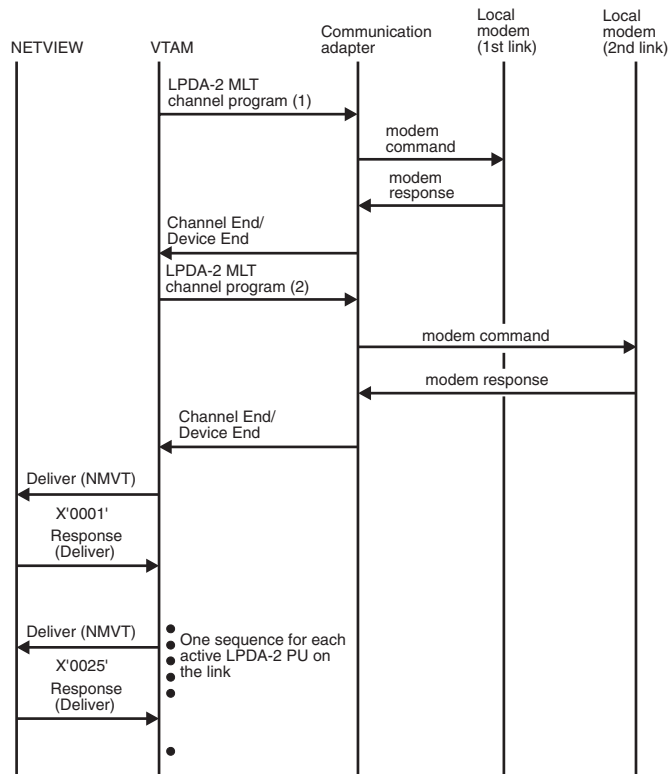 NETVIEW
VTAM
Communication
adapter
Local
modem
(1st link)
Local
modem
(2nd link)
LPDA-2 MLT
channel program (1)
modem
command
modem
response
Channel End/
Device End
LPDA-2 MLT
channel program (2)
modem command
modem response
Channel End/
Device End
Deliver (NMVT)
X'0001'
Response
(Deliver)
Deliver (NMVT)
One sequence for each
active LPDA-2 PU on
the link
X'0025'
Response
(Deliver)